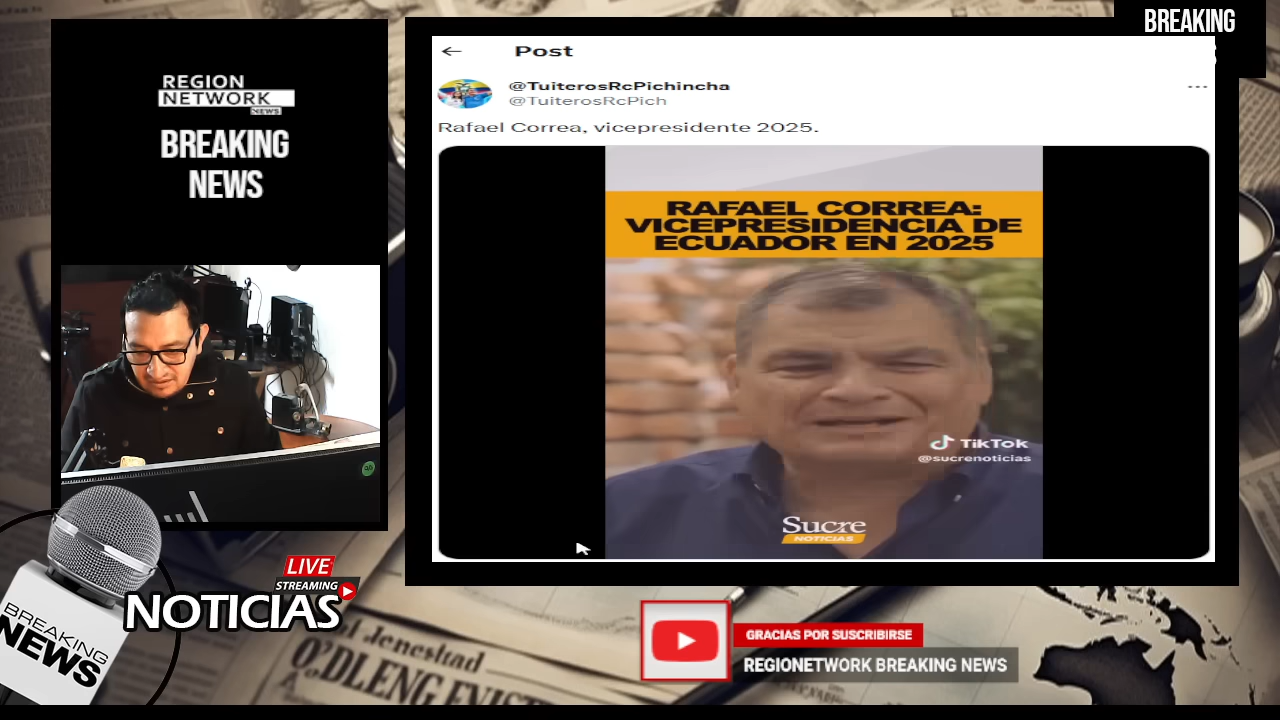 BREAKING
REGION
NETWORK
NEWS
BREAKING
NEWS
Post
@TuiterosRcPichincha
@TuiterosRcPich
Rafael Correa, vicepresidente 2025.
RAFAEL CORREA:
VICEPRESIDENCIA DE
ECUADOR EN 2025
TikTok
@sucrenoticias
Sucre
NOTICIAS
LIVE
STREAMING
NOTICIAS
BREAKING
NEWS
GRACIAS POR SUSCRIBIRSE
REGIONETWORK BREAKING NEWS